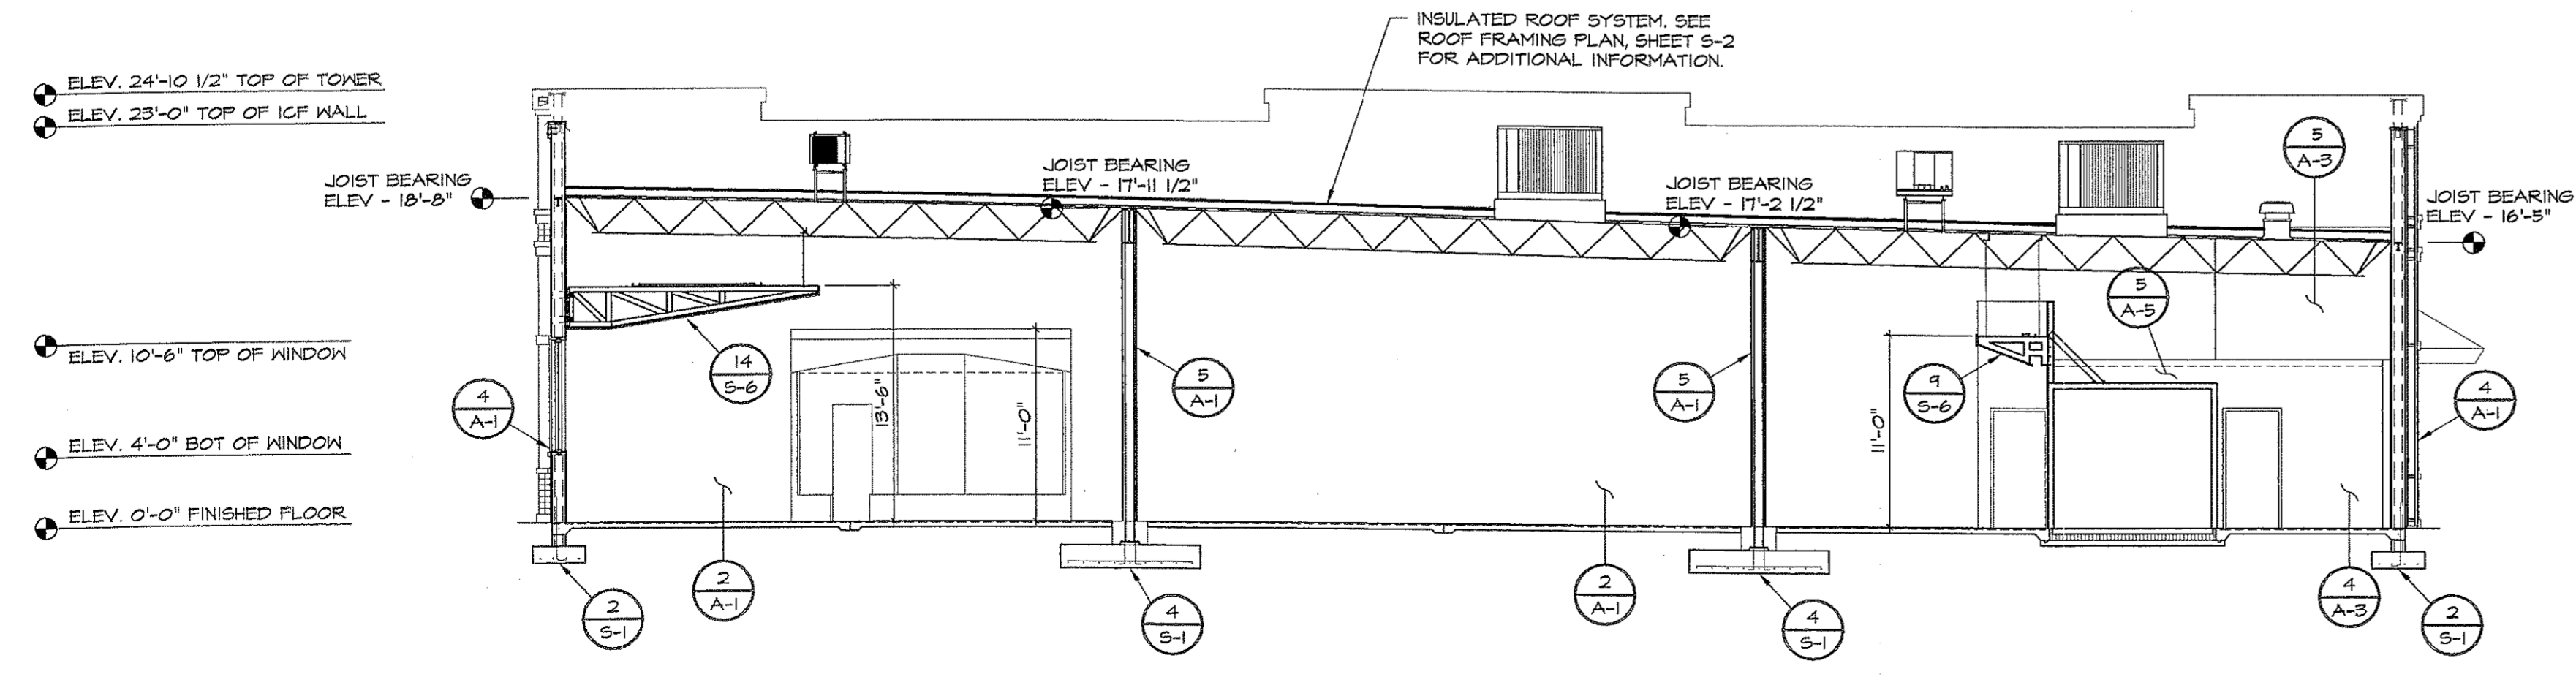 INSULATED ROOF SYSTEM. SEE
ROOF FRAMING PLAN, SHEET S-2
FOR ADDITIONAL INFORMATION.
ELEV. 24'-10 1/2" TOP OF TOWER
ELEV. 23'-0" TOP OF ICF WALL
JOIST BEARING
ELEV - 18'-8"
JOIST BEARING
ELEV - 17'-11 1/2"
JOIST BEARING
ELEV - 17'-2 1/2"
JOIST BEARING
ELEV - 16'-5"
5
A-3
5
A-5
ELEV. 10'-6" TOP OF WINDOW
14
S-6
13'-6"
11'-0"
5
A-1
5
A-1
11'-0"
9
S-6
4
A-1
4
A-1
ELEV. 4'-0" BOT OF WINDOW
ELEV. 0'-0" FINISHED FLOOR
2
S-1
2
A-1
4
S-1
2
A-1
4
S-1
4
A-3
2
S-1